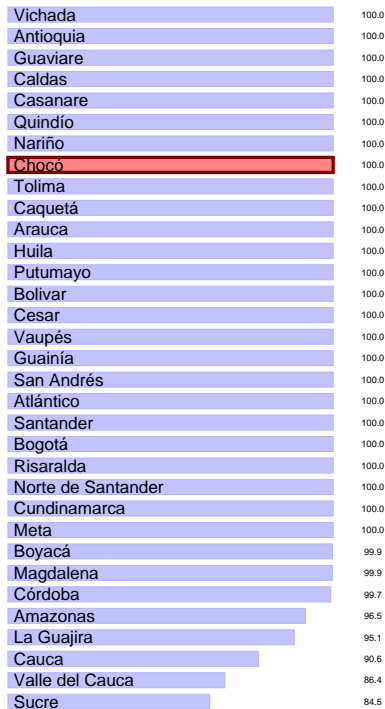 Vichada 100.0
Antioquia 100.0
Guaviare 100.0
Caldas 100.0
Casanare 100.0
Quindío 100.0
Nariño 100.0
Chocó 100.0
Tolima 100.0
Caquetá 100.0
Arauca 100.0
Huila 100.0
Putumayo 100.0
Bolivar 100.0
Cesar 100.0
Vaupés 100.0
Guainía 100.0
San Andrés 100.0
Atlántico 100.0
Santander 100.0
Bogotá 100.0
Risaralda 100.0
Norte de Santander 100.0
Cundinamarca 100.0
Meta 100.0
Boyacá 99.9
Magdalena 99.9
Córdoba 99.7
Amazonas 96.5
La Guajira 95.1
Cauca 90.6
Valle del Cauca 86.4
Sucre 84.5